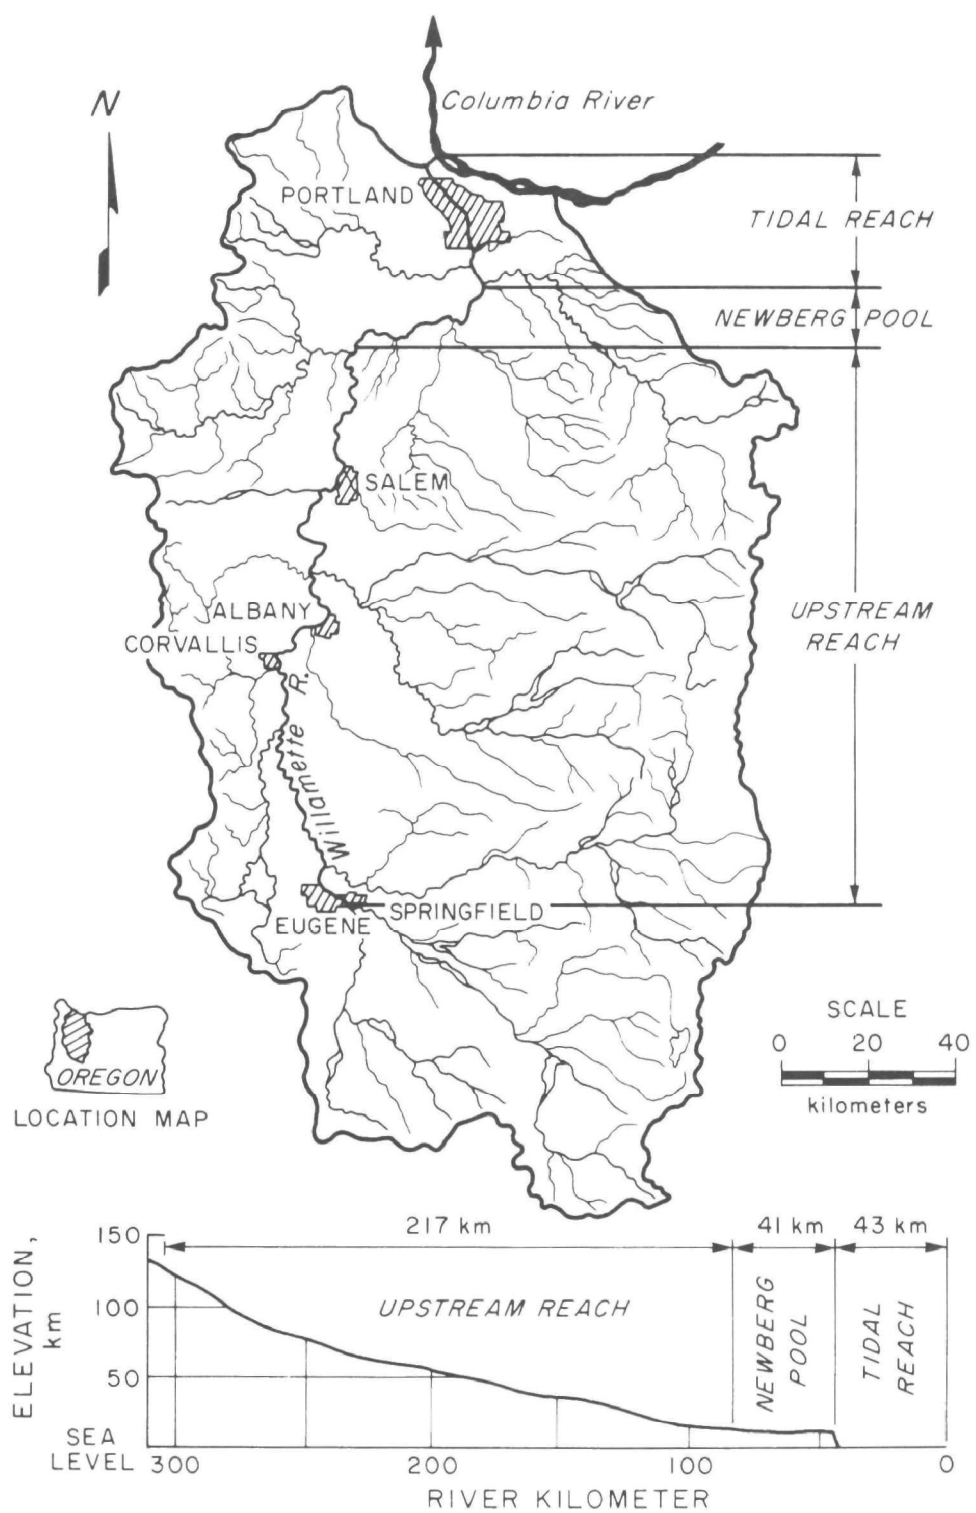 N
Columbia River
PORTLAND
TIDAL REACH
NEWBERG POOL
SALEM
ALBANY
CORVALLIS
UPSTREAM
REACH
Willamette R.
SPRINGFIELD
EUGENE
OREGON
LOCATION MAP
SCALE
0 20 40
kilometers
217 km 41 km 43 km
ELEVATION,
km
150
100
50
SEA
LEVEL
UPSTREAM REACH
NEWBERG
POOL
TIDAL
REACH
300 200 100 0
RIVER KILOMETER